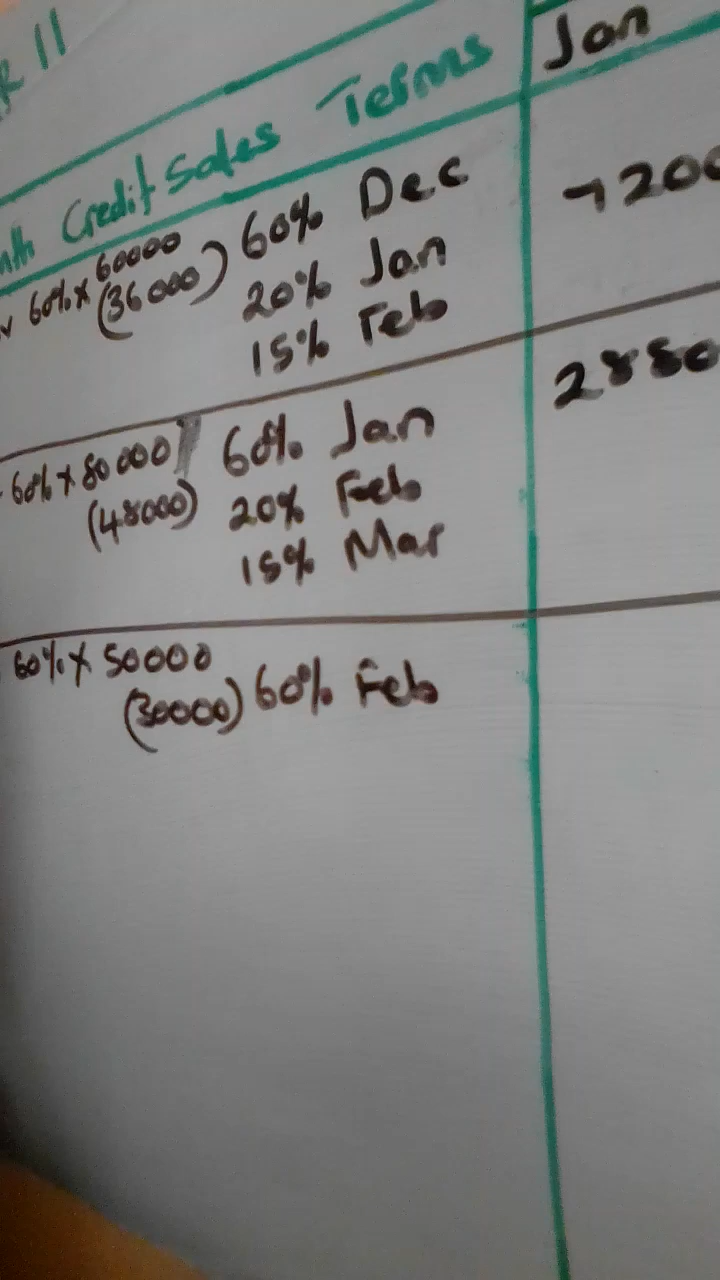 11
Jan
Credit Sales Terms
60% x 60000
(36000)
60% Dec
20% Jan
15% Feb
7200
60% x 80000
(48000)
60% Jan
20% Feb
15% Mar
2880
60% x 50000
(30000) 60% Feb